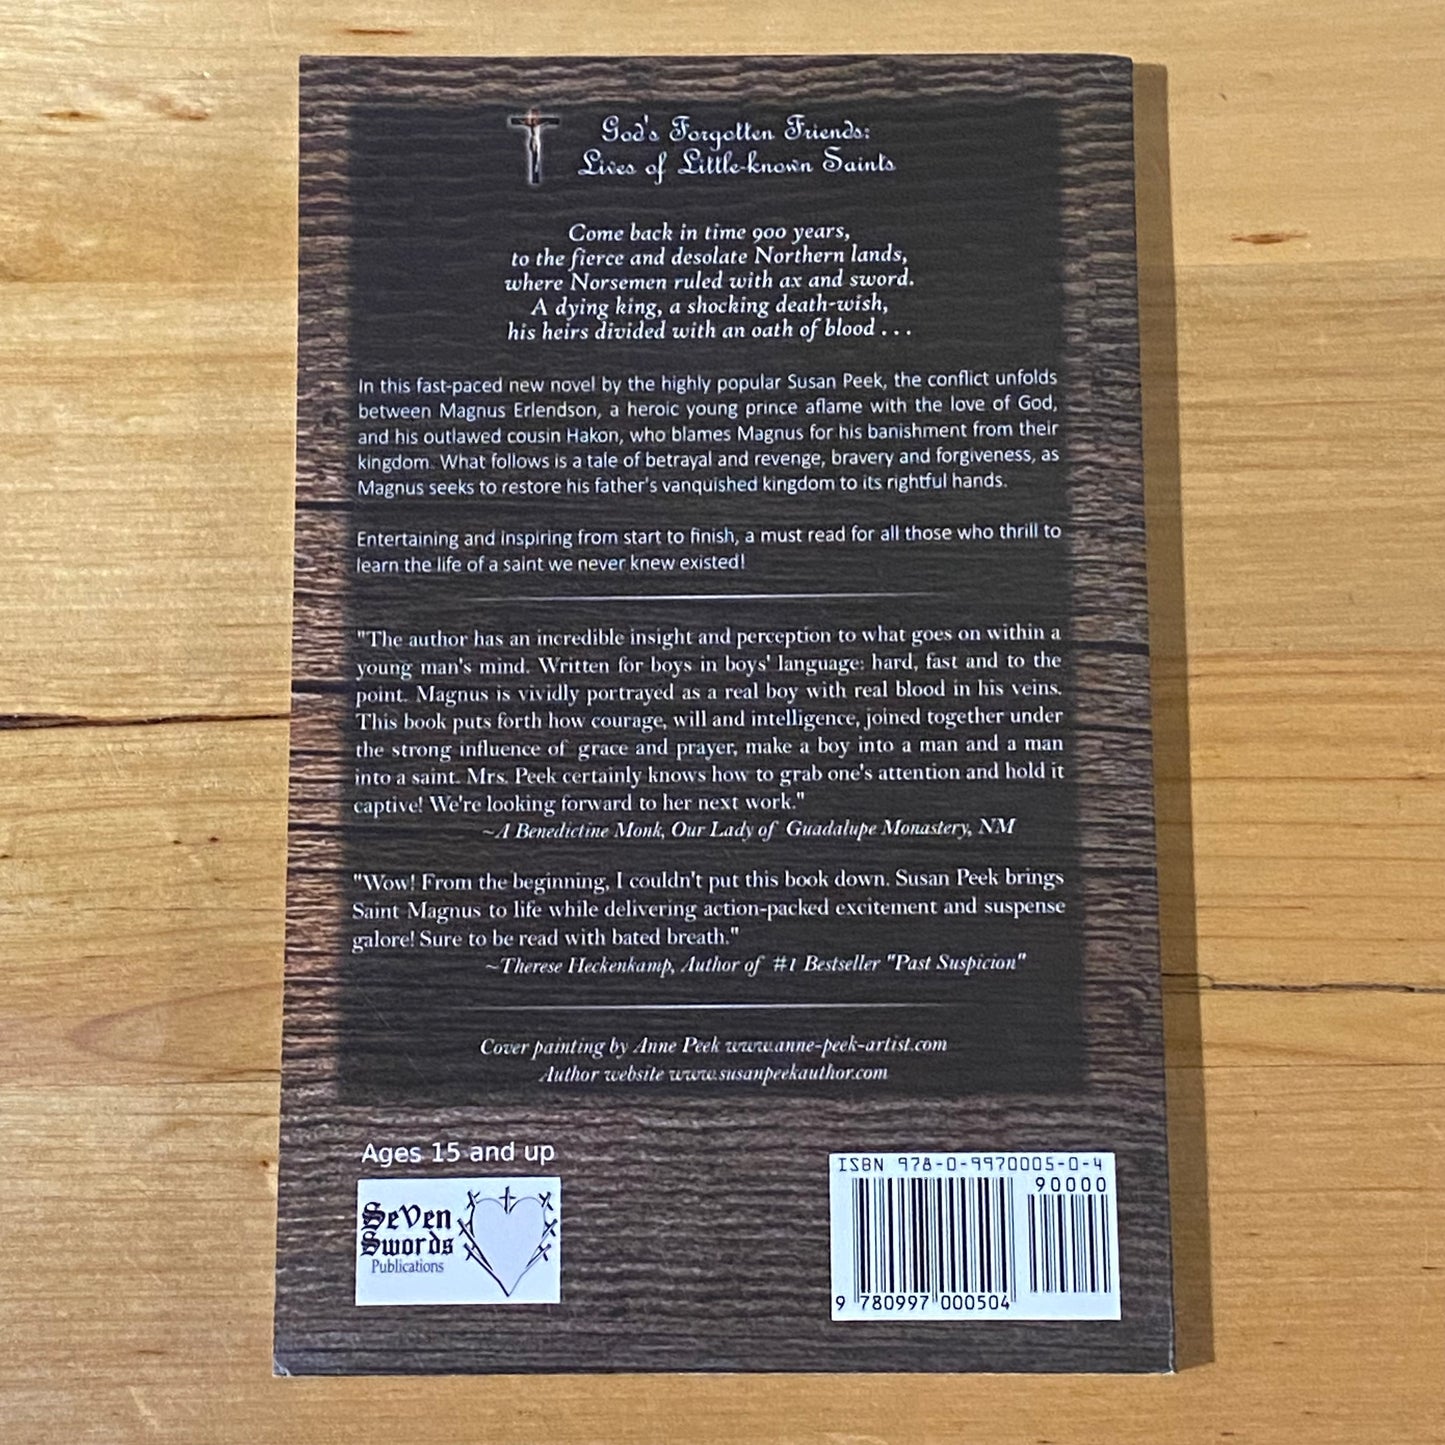 God's Forgotten Friends:
Lives of Little-known Saints
Come back in time 900 years,
to the fierce and desolate Northern lands,
where Norsemen ruled with ax and sword.
A dying king, a shocking death-wish,
his heirs divided with an oath of blood . . .
In this fast-paced new novel by the highly popular Susan Peek, the conflict unfolds
between Magnus Erlendson, a heroic young prince aflame with the love of God,
and his outlawed cousin Hakon, who blames Magnus for his banishment from their
kingdom. What follows is a tale of betrayal and revenge, bravery and forgiveness, as
Magnus seeks to restore his father's vanquished kingdom to its rightful hands.
Entertaining and inspiring from start to finish, a must read for all those who thrill to
learn the life of a saint we never knew existed!
"The author has an incredible insight and perception to what goes on within a
young man's mind. Written for boys in boys' language: hard, fast and to the
point. Magnus is vividly portrayed as a real boy with real blood in his veins.
This book puts forth how courage, will and intelligence, joined together under
the strong influence of grace and prayer, make a boy into a man and a man
into a saint. Mrs. Peek certainly knows how to grab one's attention and hold it
captive! We're looking forward to her next work."
~A Benedictine Monk, Our Lady of Guadalupe Monastery, NM
"Wow! From the beginning, I couldn't put this book down. Susan Peek brings
Saint Magnus to life while delivering action-packed excitement and suspense
galore! Sure to be read with bated breath."
~Therese Heckenkamp, Author of #1 Bestseller "Past Suspicion"
Cover painting by Anne Peek www.anne-peek-artist.com
Author website www.susanpeekauthor.com
Ages 15 and up
SeVen
Swords
Publications
ISBN 978-0-9970005-0-4
90000
9 780997 000504